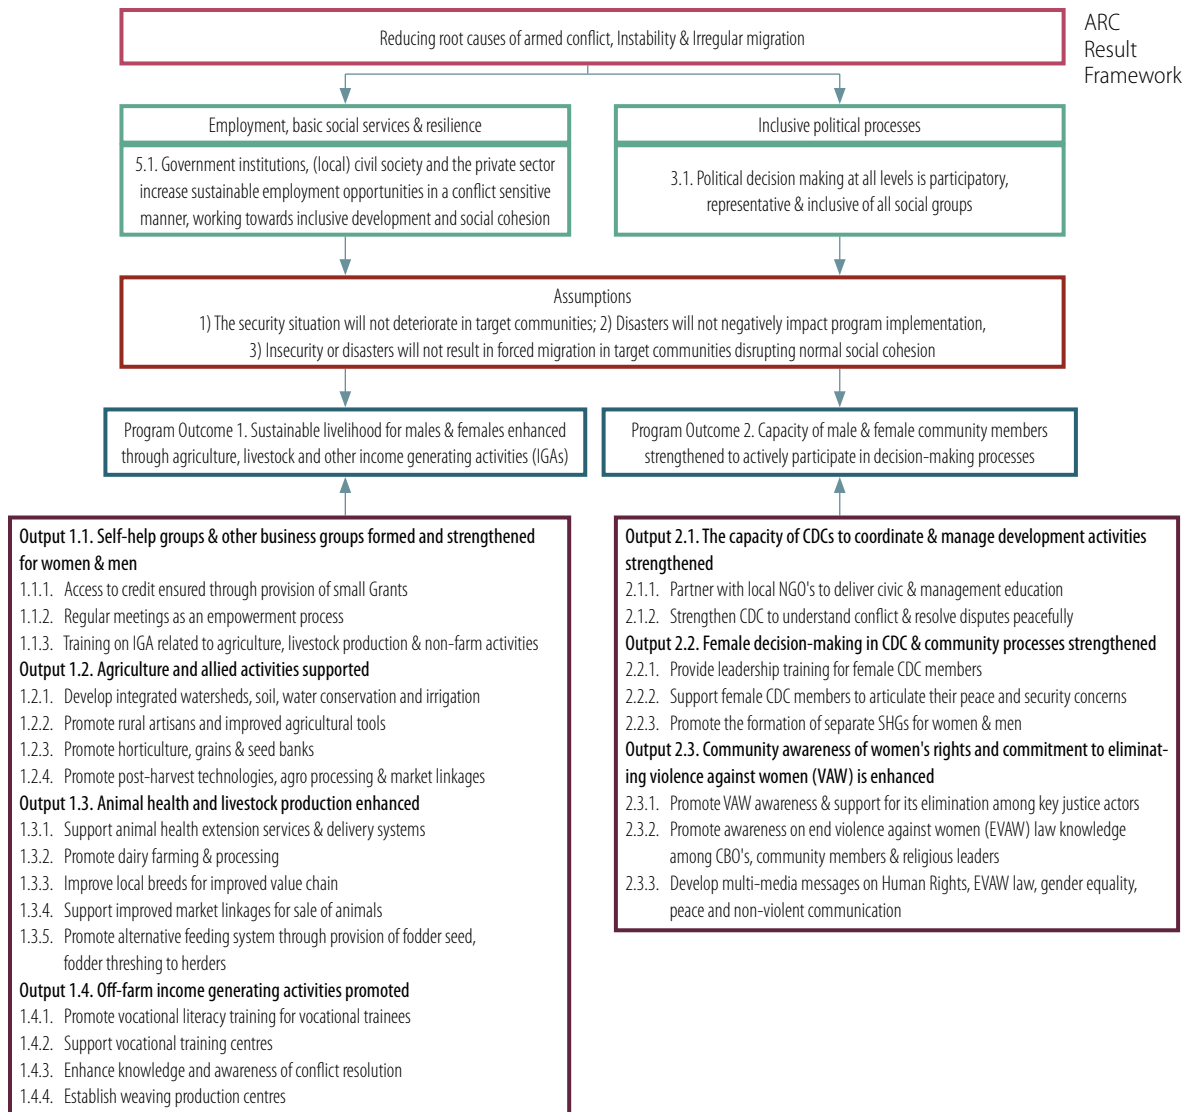 ARC
Result
Framework
Reducing root causes of armed conflict, Instability & Irregular migration
Employment, basic social services & resilience
5.1. Government institutions, (local) civil society and the private sector
increase sustainable employment opportunities in a conflict sensitive
manner, working towards inclusive development and social cohesion
Inclusive political processes
3.1. Political decision making at all levels is participatory,
representative & inclusive of all social groups
Assumptions
1) The security situation will not deteriorate in target communities; 2) Disasters will not negatively impact program implementation,
3) Insecurity or disasters will not result in forced migration in target communities disrupting normal social cohesion
Program Outcome 1. Sustainable livelihood for males & females enhanced
through agriculture, livestock and other income generating activities (IGAs)
Program Outcome 2. Capacity of male & female community members
strengthened to actively participate in decision-making processes
Output 1.1. Self-help groups & other business groups formed and strengthened
for women & men
1.1.1. Access to credit ensured through provision of small Grants
1.1.2. Regular meetings as an empowerment process
1.1.3. Training on IGA related to agriculture, livestock production & non-farm activities
Output 1.2. Agriculture and allied activities supported
1.2.1. Develop integrated watersheds, soil, water conservation and irrigation
1.2.2. Promote rural artisans and improved agricultural tools
1.2.3. Promote horticulture, grains & seed banks
1.2.4. Promote post-harvest technologies, agro processing & market linkages
Output 1.3. Animal health and livestock production enhanced
1.3.1. Support animal health extension services & delivery systems
1.3.2. Promote dairy farming & processing
1.3.3. Improve local breeds for improved value chain
1.3.4. Support improved market linkages for sale of animals
1.3.5. Promote alternative feeding system through provision of fodder seed,
fodder threshing to herders
Output 1.4. Off-farm income generating activities promoted
1.4.1. Promote vocational literacy training for vocational trainees
1.4.2. Support vocational training centres
1.4.3. Enhance knowledge and awareness of conflict resolution
1.4.4. Establish weaving production centres
Output 2.1. The capacity of CDCs to coordinate & manage development activities
strengthened
2.1.1. Partner with local NGO's to deliver civic & management education
2.1.2. Strengthen CDC to understand conflict & resolve disputes peacefully
Output 2.2. Female decision-making in CDC & community processes strengthened
2.2.1. Provide leadership training for female CDC members
2.2.2. Support female CDC members to articulate their peace and security concerns
2.2.3. Promote the formation of separate SHGs for women & men
Output 2.3. Community awareness of women's rights and commitment to eliminat-
ing violence against women (VAW) is enhanced
2.3.1. Promote VAW awareness & support for its elimination among key justice actors
2.3.2. Promote awareness on end violence against women (EVAW) law knowledge
among CBO's, community members & religious leaders
2.3.3. Develop multi-media messages on Human Rights, EVAW law, gender equality,
peace and non-violent communication